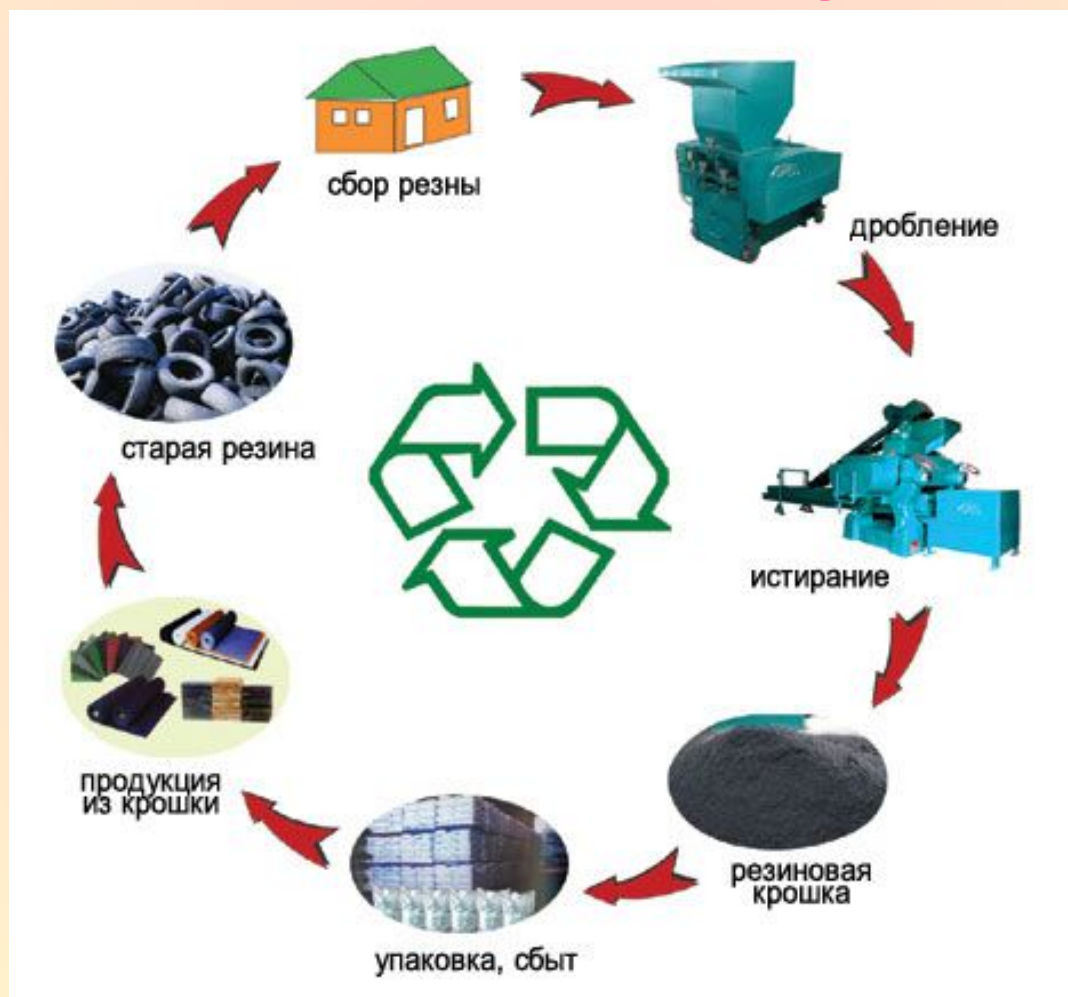 сбор резны
дробление
истирание
резиновая
крошка
упаковка, сбыт
продукция
из крошки
старая резина